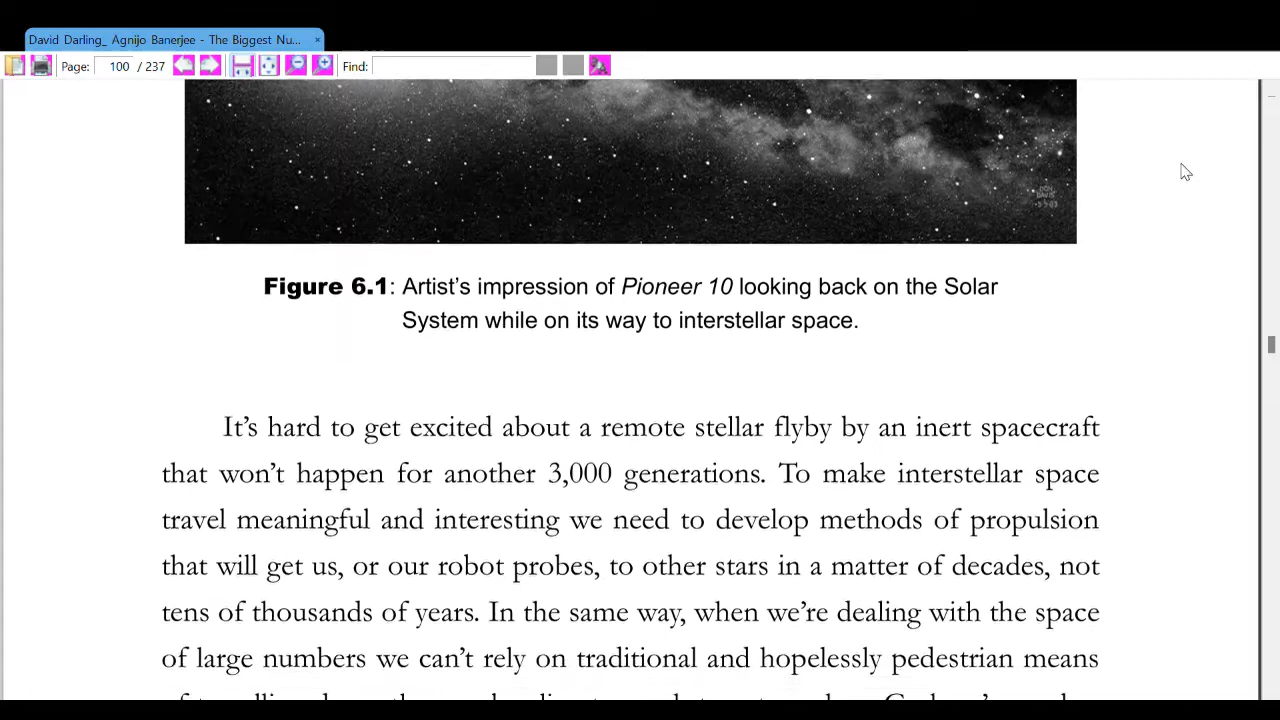 David Darling_ Agnijo Banerjee - The Biggest Nu... ×
Page: 100 / 237 Find:
DON
DAVIS
Figure 6.1: Artist’s impression of Pioneer 10 looking back on the Solar
System while on its way to interstellar space.
It’s hard to get excited about a remote stellar flyby by an inert spacecraft
that won’t happen for another 3,000 generations. To make interstellar space
travel meaningful and interesting we need to develop methods of propulsion
that will get us, or our robot probes, to other stars in a matter of decades, not
tens of thousands of years. In the same way, when we’re dealing with the space
of large numbers we can’t rely on traditional and hopelessly pedestrian means